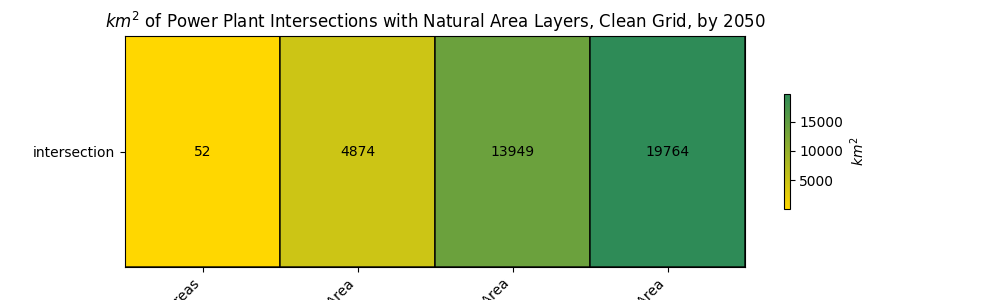 km² of Power Plant Intersections with Natural Area Layers, Clean Grid, by 2050
intersection 52 4874 13949 19764
15000
10000
5000
km²
Area
Area
Area